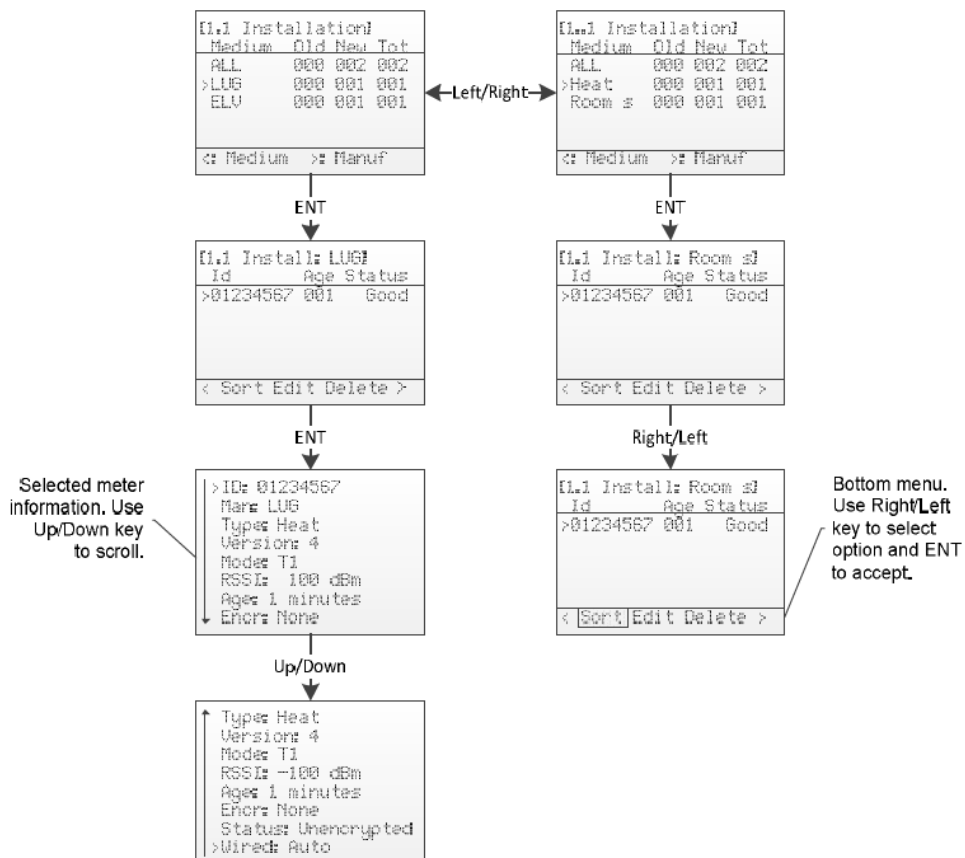 [1.1 Installation]
Medium Old New Tot
ALL 000 002 002
>LUG 000 001 001
ELV 000 001 001
<: Medium >: Manuf
Left/Right
[1.1 Installation]
Medium Old New Tot
ALL 000 002 002
>Heat 000 001 001
Room s 000 001 001
<: Medium >: Manuf
ENT
ENT
[1.1 Install: LUG]
Id Age Status
>01234567 001 Good
< Sort Edit Delete >
[1.1 Install: Room s]
Id Age Status
>01234567 001 Good
< Sort Edit Delete >
ENT
Right/Left
Selected meter
information. Use
Up/Down key
to scroll.
>ID: 01234567
Man: LUG
Type: Heat
Version: 4
Mode: T1
RSSI: 100 dBm
Age: 1 minutes
Encr: None
[1.1 Install: Room s]
Id Age Status
>01234567 001 Good
< Sort Edit Delete >
Bottom menu.
Use Right/Left
key to select
option and ENT
to accept.
Up/Down
Type: Heat
Version: 4
Mode: T1
RSSI: -100 dBm
Age: 1 minutes
Encr: None
Status: Unencrypted
>Wired: Auto